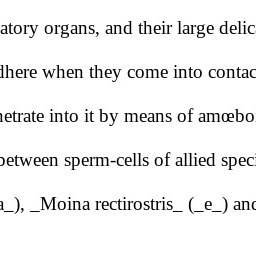 atory organs, and their large delic
dhere when they come into contac
netrate into it by means of amœbo
between sperm-cells of allied speci
a_), _Moina rectirostris_ (_e_) and